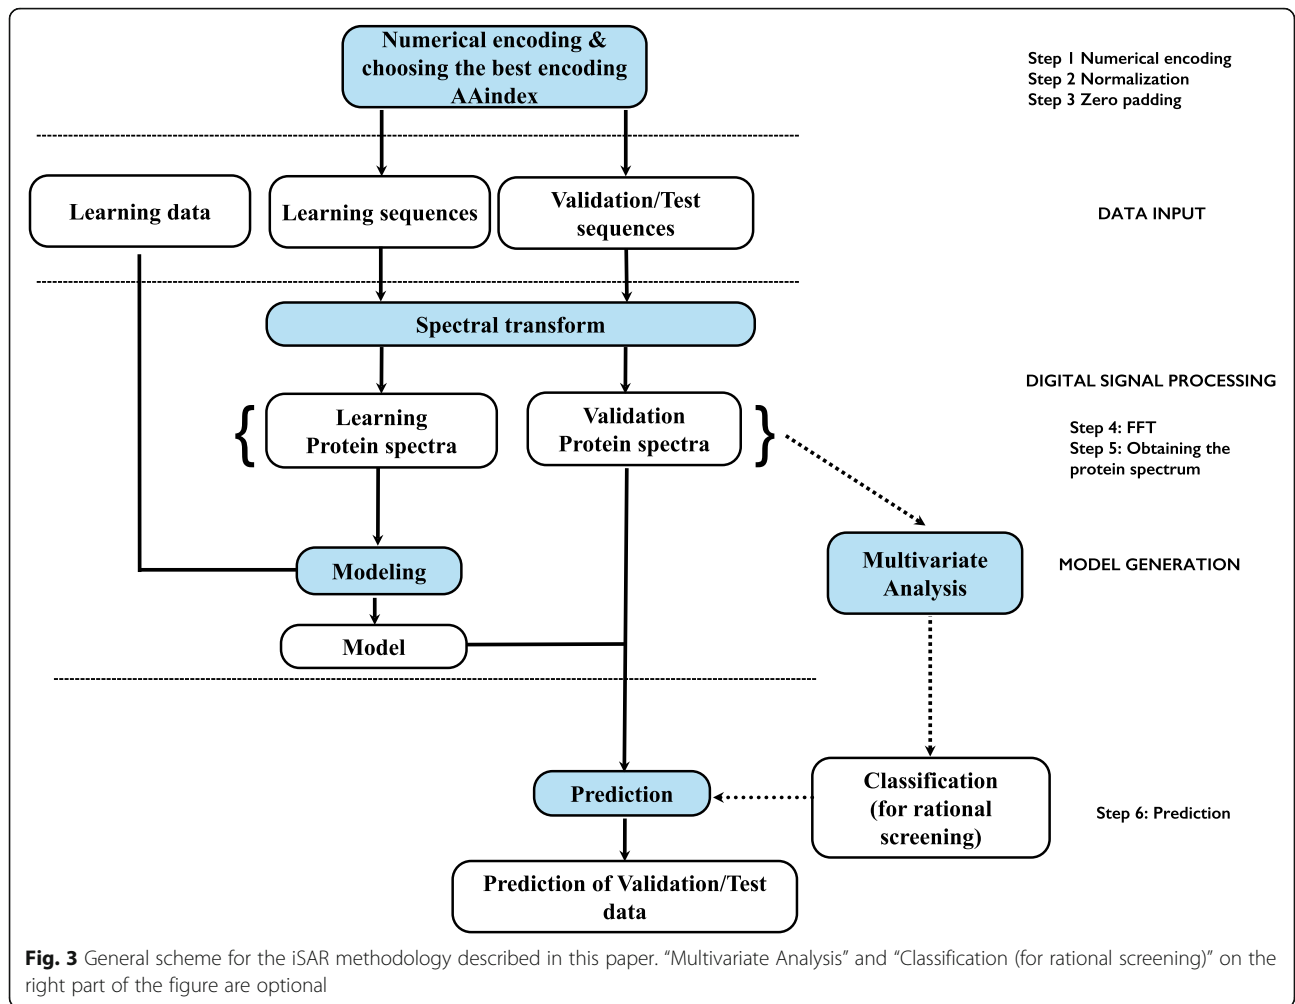 Numerical encoding &
choosing the best encoding
AAindex
Step 1 Numerical encoding
Step 2 Normalization
Step 3 Zero padding
Learning data
Learning sequences
Validation/Test
sequences
DATA INPUT
Spectral transform
DIGITAL SIGNAL PROCESSING
{
Learning
Protein spectra
Validation
Protein spectra
}
Step 4: FFT
Step 5: Obtaining the
protein spectrum
Modeling
Multivariate
Analysis
MODEL GENERATION
Model
Prediction
Classification
(for rational
screening)
Step 6: Prediction
Prediction of Validation/Test
data
Fig. 3 General scheme for the iSAR methodology described in this paper. “Multivariate Analysis” and “Classification (for rational screening)” on the
right part of the figure are optional